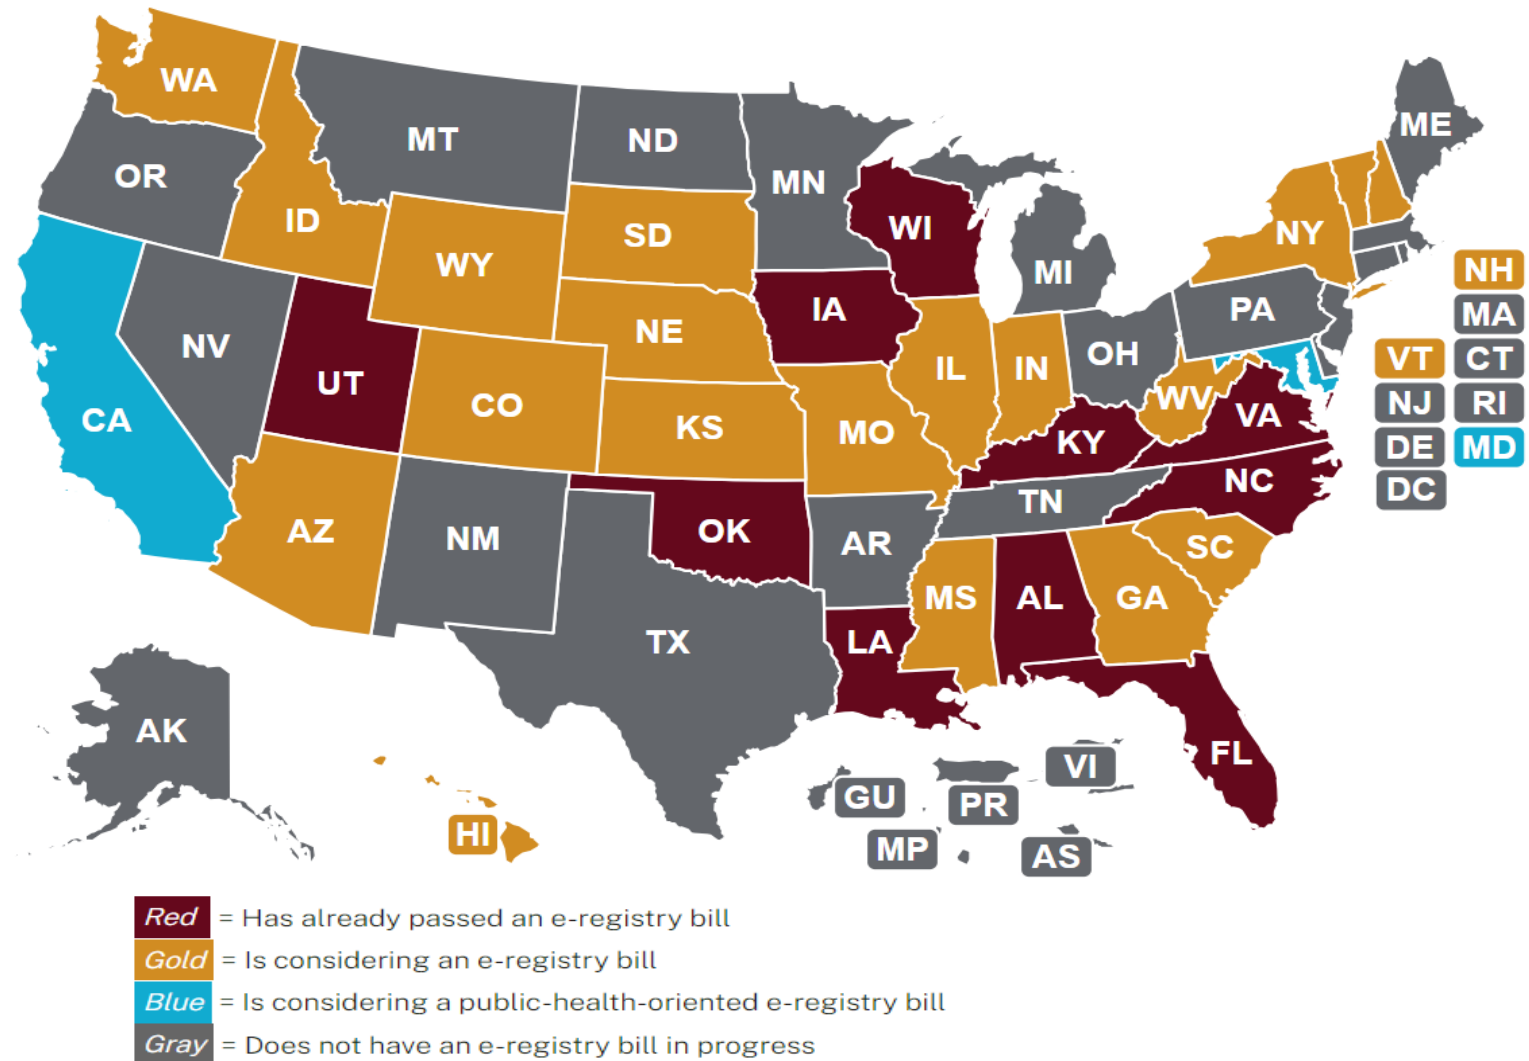 WA
MT
ND
ME
OR
MN
ID
SD
WI
NY
WY
MI
NH
IA
PA
MA
NE
NV
OH
VT
CT
UT
IL
IN
CO
WV
NJ
RI
CA
KS
MO
KY
VA
DE
MD
NC
DC
TN
AZ
NM
OK
AR
SC
MS
AL
GA
TX
LA
AK
FL
VI
GU
PR
HI
MP
AS
Red = Has already passed an e-registry bill
Gold = Is considering an e-registry bill
Blue = Is considering a public-health-oriented e-registry bill
Gray = Does not have an e-registry bill in progress